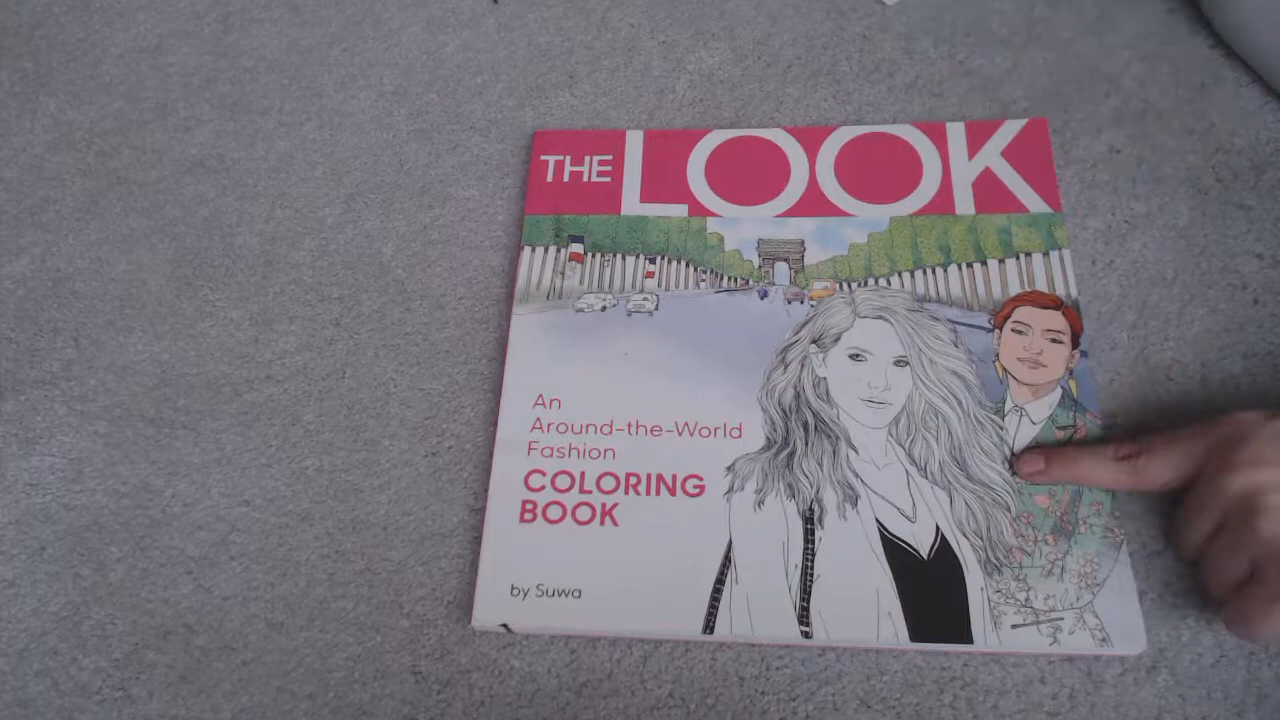 THE LOOK
An
Around-the-World
Fashion
COLORING
BOOK
by Suwa